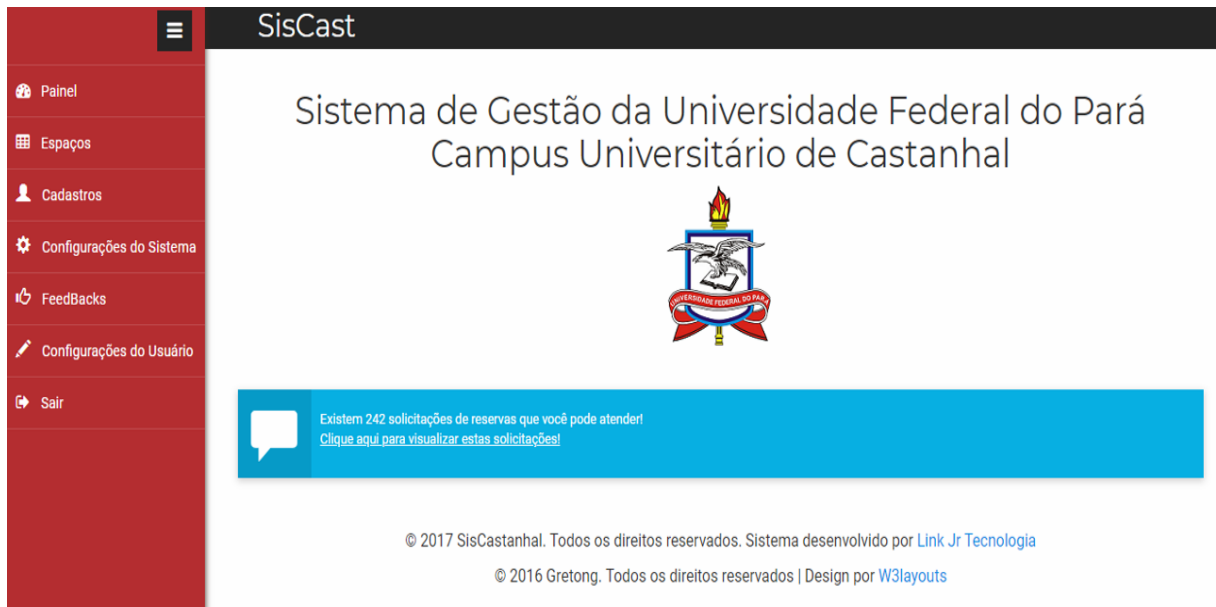 SisCast
Painel
Espaços
Cadastros
Configurações do Sistema
FeedBacks
Configurações do Usuário
Sair
Sistema de Gestão da Universidade Federal do Pará
Campus Universitário de Castanhal
UNIVERSIDADE FEDERAL DO PARÁ
Existem 242 solicitações de reservas que você pode atender!
Clique aqui para visualizar estas solicitações!
© 2017 SisCastanhal. Todos os direitos reservados. Sistema desenvolvido por Link Jr Tecnologia
© 2016 Gretong. Todos os direitos reservados | Design por W3layouts